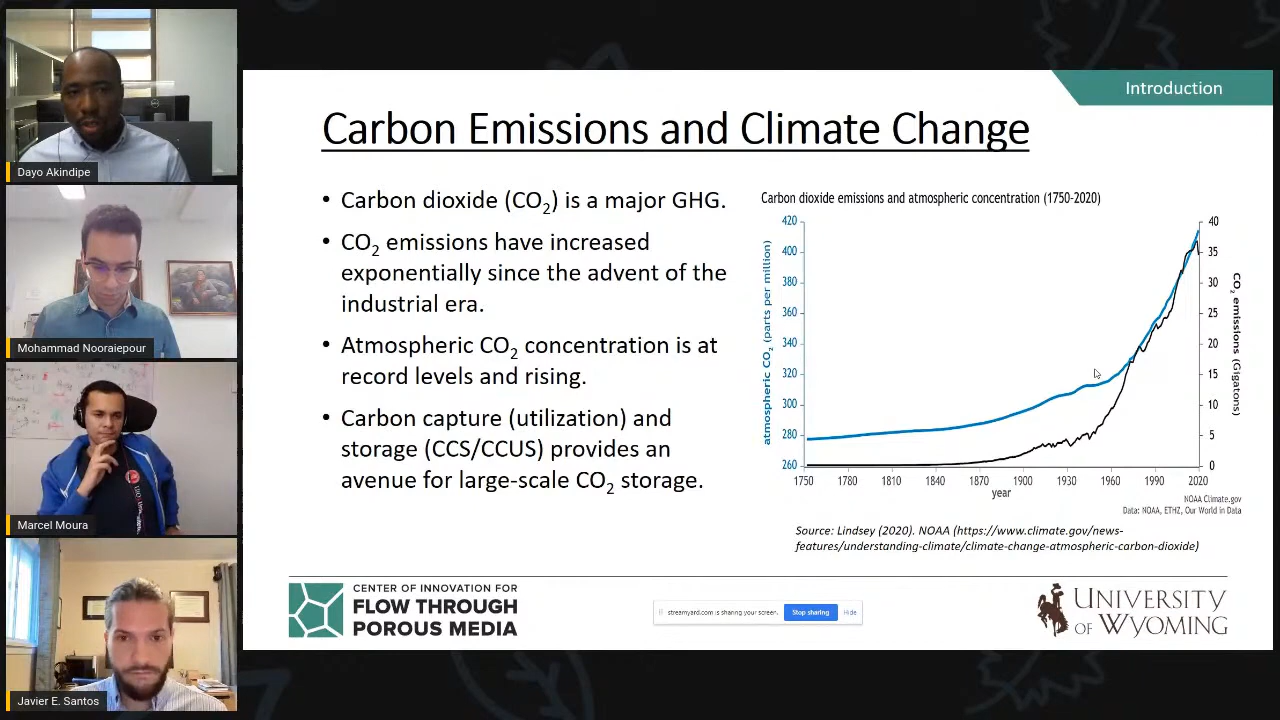 Dayo Akindipe
Mohammad Nooraiepour
Marcel Moura
Javier E. Santos
Introduction
Carbon Emissions and Climate Change
• Carbon dioxide (CO₂) is a major GHG.
• CO₂ emissions have increased
exponentially since the advent of the
industrial era.
• Atmospheric CO₂ concentration is at
record levels and rising.
• Carbon capture (utilization) and
storage (CCS/CCUS) provides an
avenue for large-scale CO₂ storage.
Carbon dioxide emissions and atmospheric concentration (1750-2020)
atmospheric CO₂ (parts per million)
420
400
380
360
340
320
300
280
260
40
35
30
25
20
15
10
5
0
CO₂ emissions (Gigatons)
1750 1780 1810 1840 1870 1900 1930 1960 1990 2020
year
NOAA Climate.gov
Data: NOAA, ETHZ, Our World in Data
Source: Lindsey (2020). NOAA (https://www.climate.gov/news-
features/understanding-climate/climate-change-atmospheric-carbon-dioxide)
CENTER OF INNOVATION FOR
FLOW THROUGH
POROUS MEDIA
streamyard.com is sharing your screen. Stop sharing Hide
UNIVERSITY
OF WYOMING